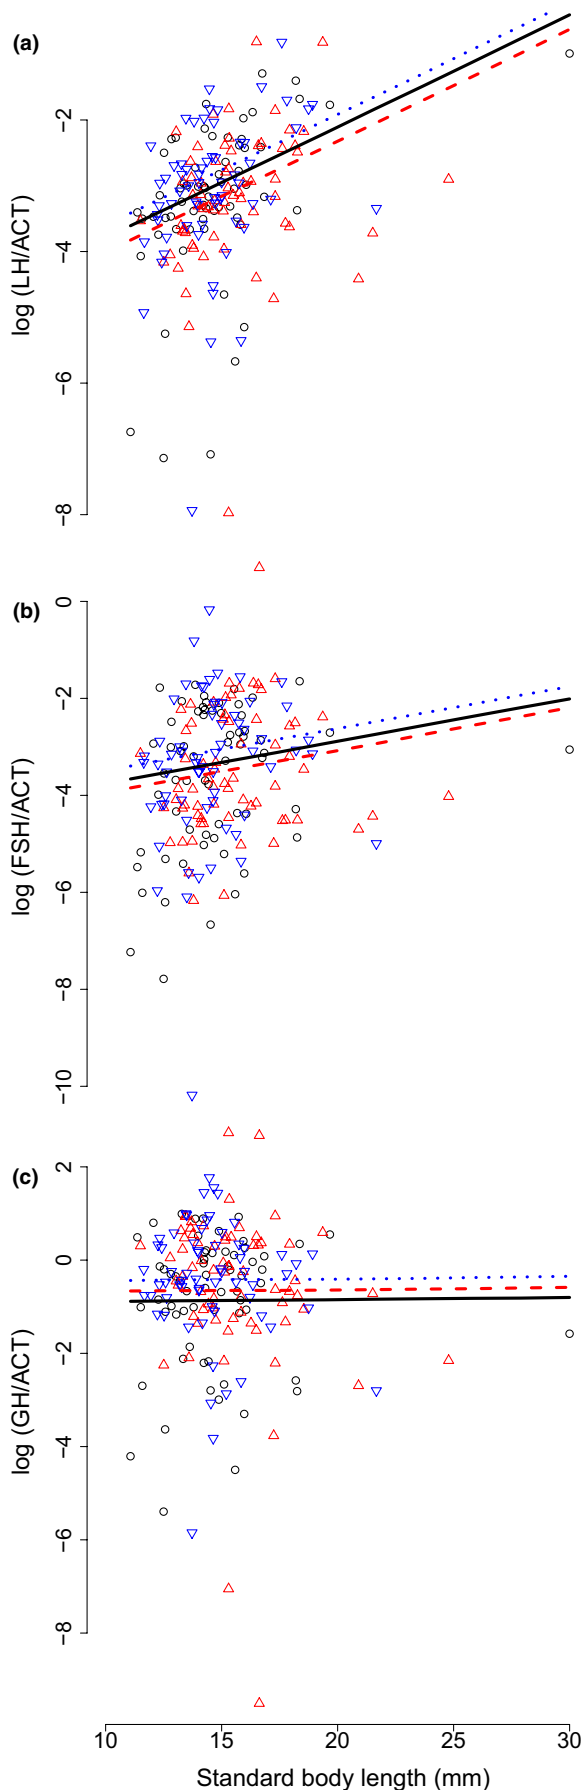 (a)
log (LH/ACT)
−2
−4
−6
−8
(b)
log (FSH/ACT)
0
−2
−4
−6
−8
−10
(c)
log (GH/ACT)
2
0
−2
−4
−6
−8
10 15 20 25 30
Standard body length (mm)